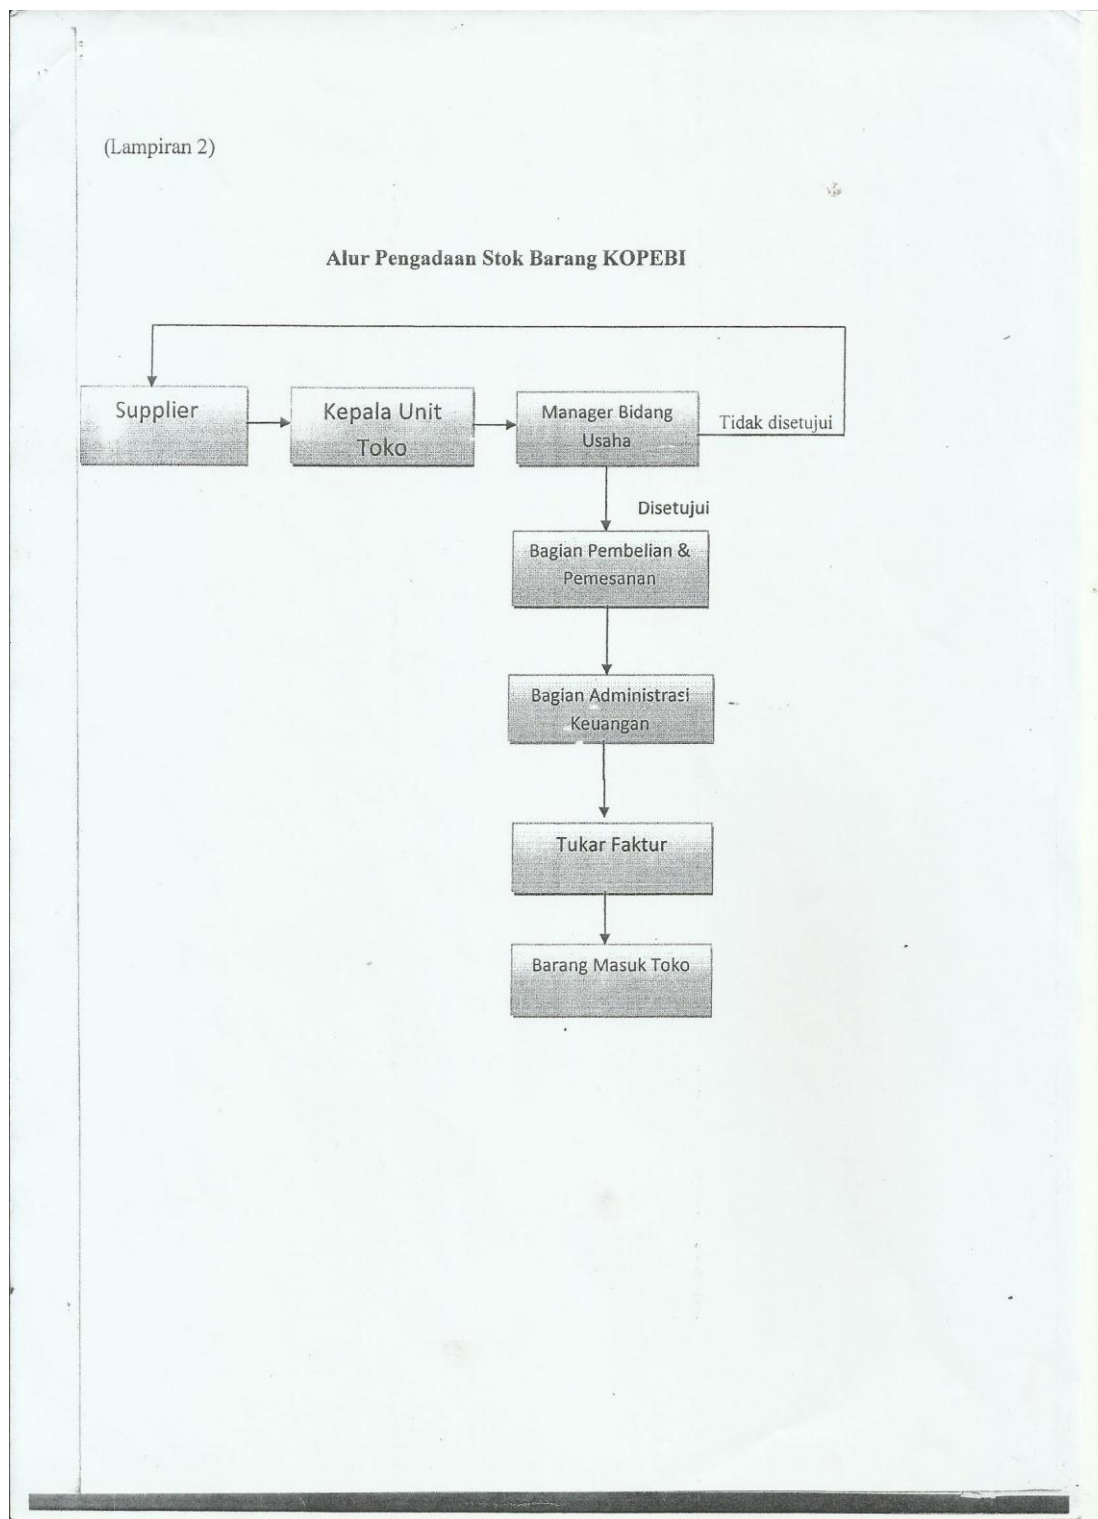 (Lampiran 2)
Alur Pengadaan Stok Barang KOPEBI
Supplier
Kepala Unit
Toko
Manager Bidang
Usaha
Tidak disetujui
Disetujui
Bagian Pembelian &
Pemesanan
Bagian Administrasi
Keuangan
Tukar Faktur
Barang Masuk Toko